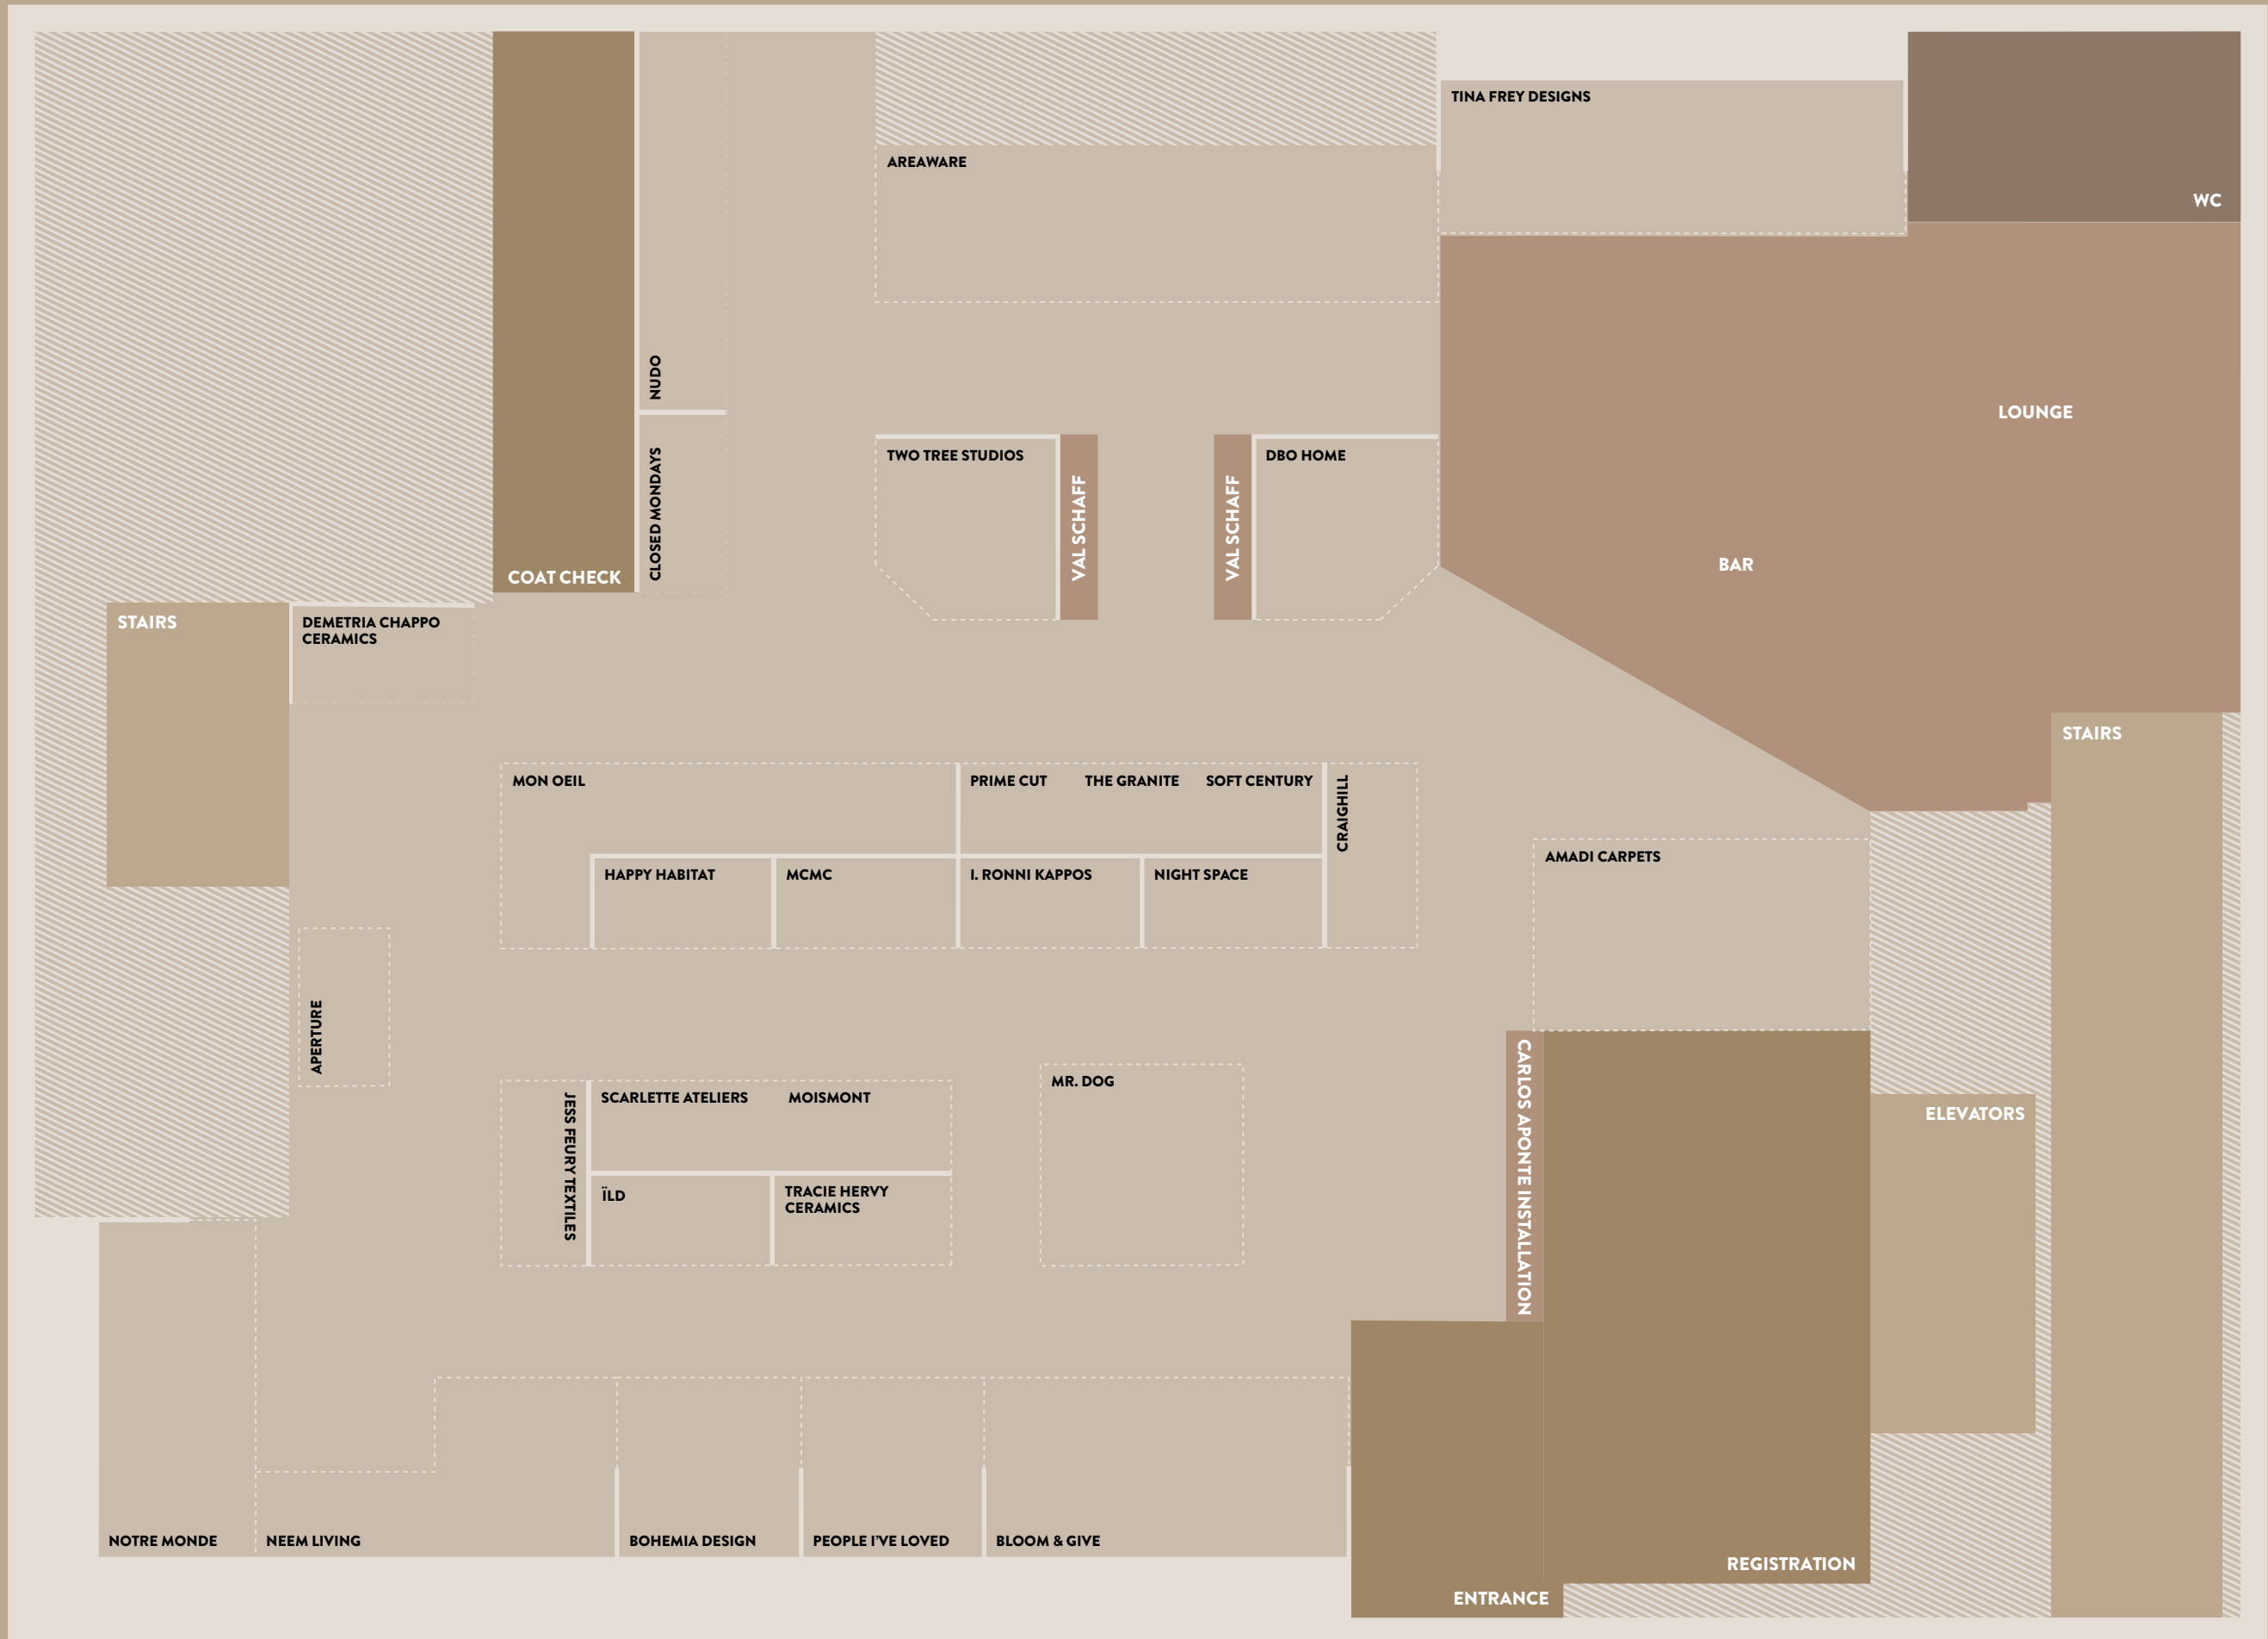 TINA FREY DESIGNS
WC
AREAWARE
NUDO
LOUNGE
TWO TREE STUDIOS
VAL SCHAFF
VAL SCHAFF
DBO HOME
CLOSED MONDAYS
BAR
COAT CHECK
STAIRS
DEMETRIA CHAPPO
CERAMICS
STAIRS
MON OEIL
PRIME CUT
THE GRANITE
SOFT CENTURY
CRAIGHILL
HAPPY HABITAT
MCMC
I. RONNI KAPPOS
NIGHT SPACE
AMADI CARPETS
APERTURE
MR. DOG
JESS FEURY TEXTILES
SCARLETTE ATELIERS
MOISMONT
CARLOS APONTE INSTALLATION
ELEVATORS
ÏLD
TRACIE HERVY
CERAMICS
NOTRE MONDE
NEEM LIVING
BOHEMIA DESIGN
PEOPLE I'VE LOVED
BLOOM & GIVE
REGISTRATION
ENTRANCE